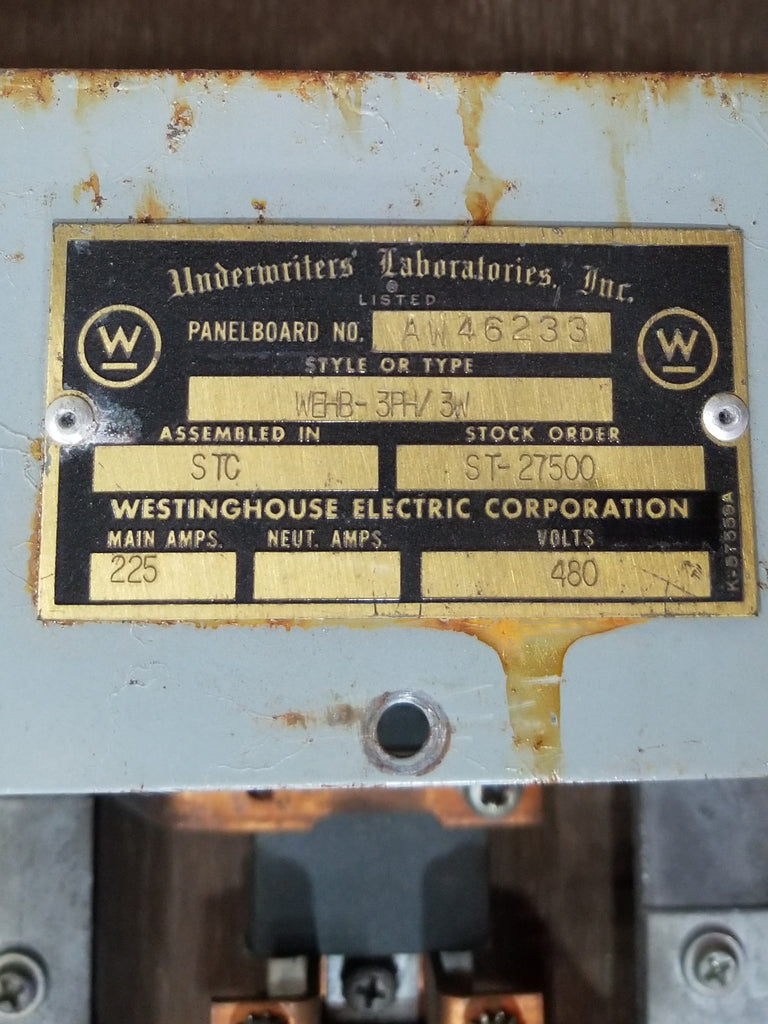 Underwriters' Laboratories, Inc.
®
LISTED
PANELBOARD NO. AW46233
W W
STYLE OR TYPE
WEHB-3PH/3W
ASSEMBLED IN STOCK ORDER
STC ST-27500
WESTINGHOUSE ELECTRIC CORPORATION
MAIN AMPS. NEUT. AMPS. VOLTS
225 480
K-57559A